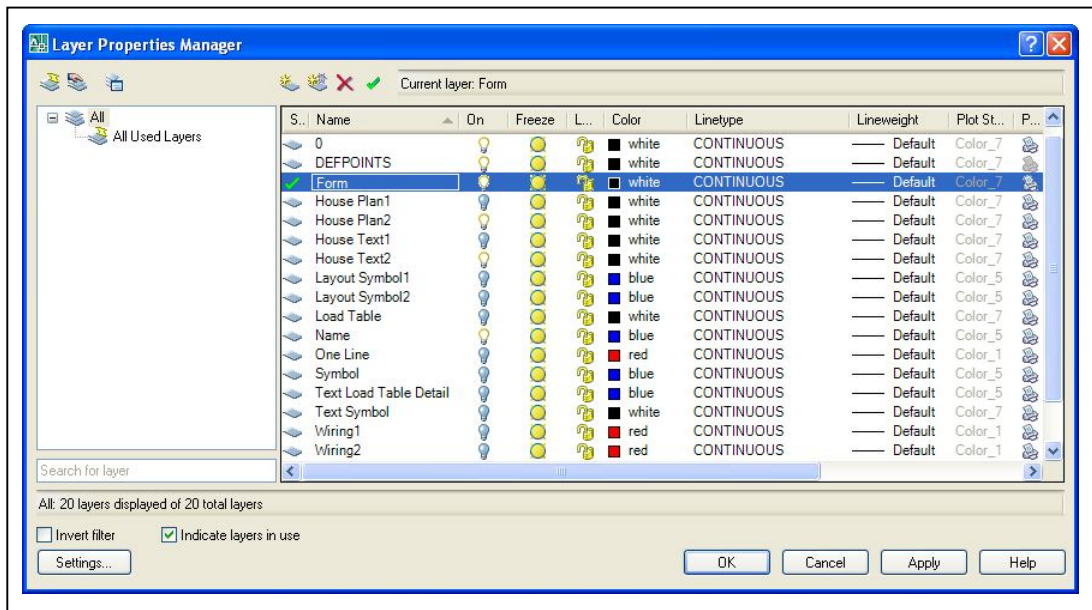 Layer Properties Manager
Current layer: Form
All
All Used Layers
S.. Name On Freeze L... Color Linetype Lineweight Plot St... P...
0 white CONTINUOUS Default Color_7
DEFPOINTS white CONTINUOUS Default Color_7
Form white CONTINUOUS Default Color_7
House Plan1 white CONTINUOUS Default Color_7
House Plan2 white CONTINUOUS Default Color_7
House Text1 white CONTINUOUS Default Color_7
House Text2 white CONTINUOUS Default Color_7
Layout Symbol1 blue CONTINUOUS Default Color_5
Layout Symbol2 blue CONTINUOUS Default Color_5
Load Table white CONTINUOUS Default Color_7
Name blue CONTINUOUS Default Color_5
One Line red CONTINUOUS Default Color_1
Symbol blue CONTINUOUS Default Color_5
Text Load Table Detail blue CONTINUOUS Default Color_5
Text Symbol white CONTINUOUS Default Color_7
Wiring1 red CONTINUOUS Default Color_1
Wiring2 red CONTINUOUS Default Color_1
Search for layer
All: 20 layers displayed of 20 total layers
Invert filter Indicate layers in use
Settings... OK Cancel Apply Help